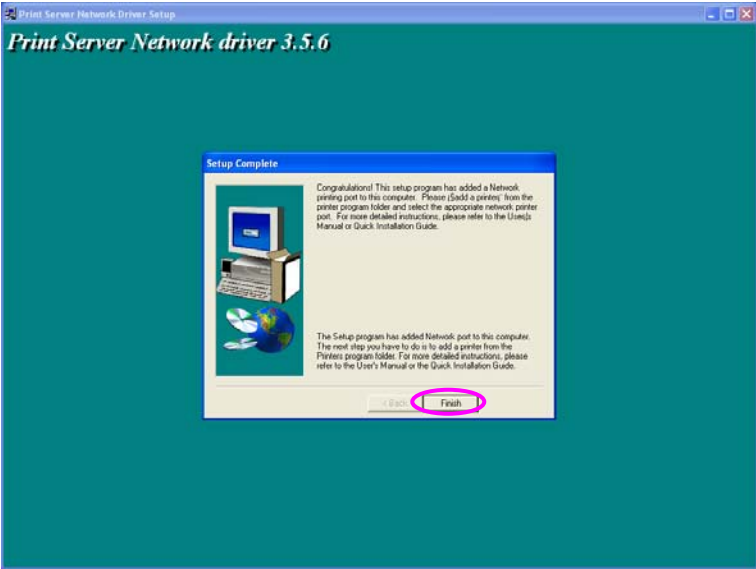 Print Server Network Driver Setup
Print Server Network driver 3.5.6
Setup Complete
Congratulations! This setup program has added a Network
printing port to this computer. Please ¡§add a printer¡¨ from the
printer program folder and select the appropriate network printer
port. For more detailed instructions, please refer to the User¡¦s
Manual or Quick Installation Guide.
The Setup program has added Network port to this computer.
The next step you have to do is to add a printer from the
Printers program folder. For more detailed instructions, please
refer to the User's Manual or the Quick Installation Guide.
< Back
Finish